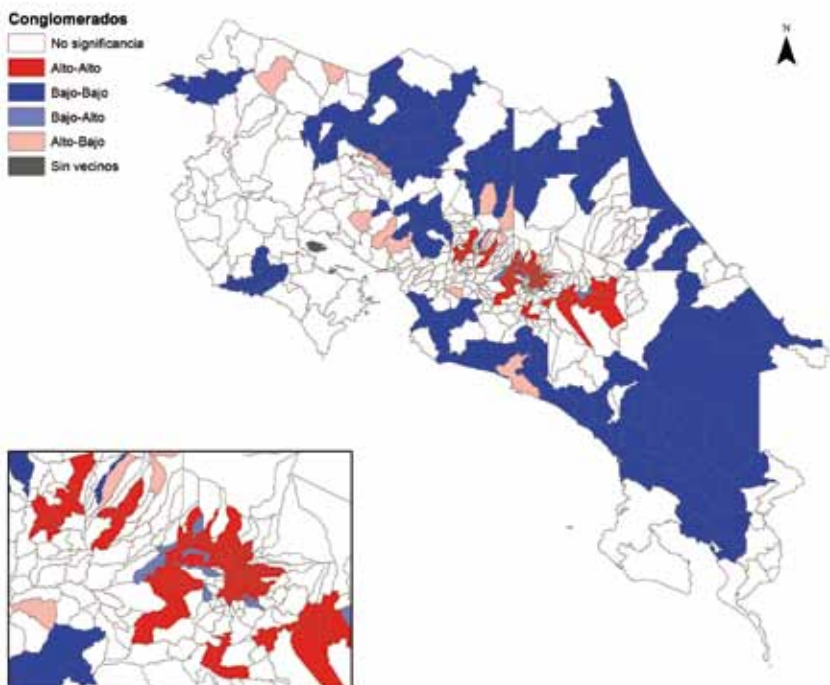 Conglomerados
No significancia
Alto-Alto
Bajo-Bajo
Bajo-Alto
Alto-Bajo
Sin vecinos
N